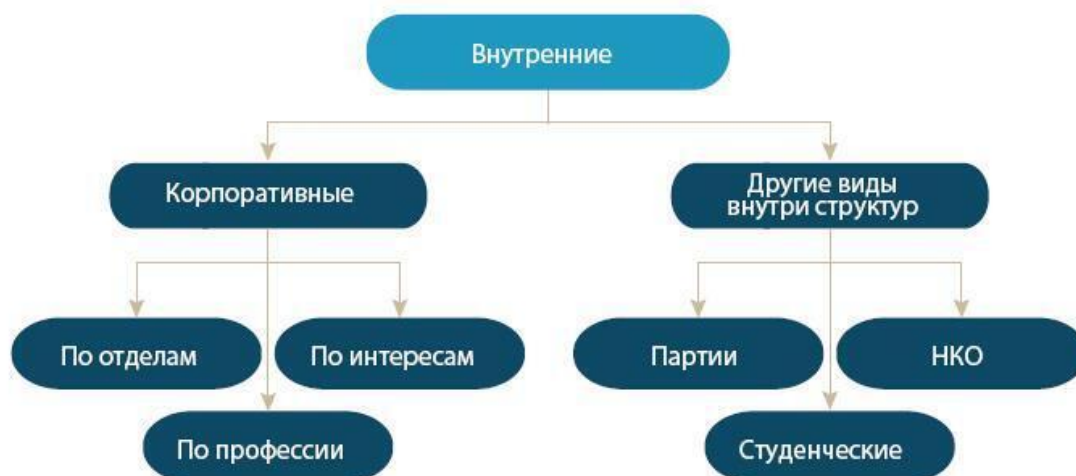 Внутренние
Корпоративные
Другие виды
внутри структур
По отделам
По интересам
Партии
НКО
По профессии
Студенческие